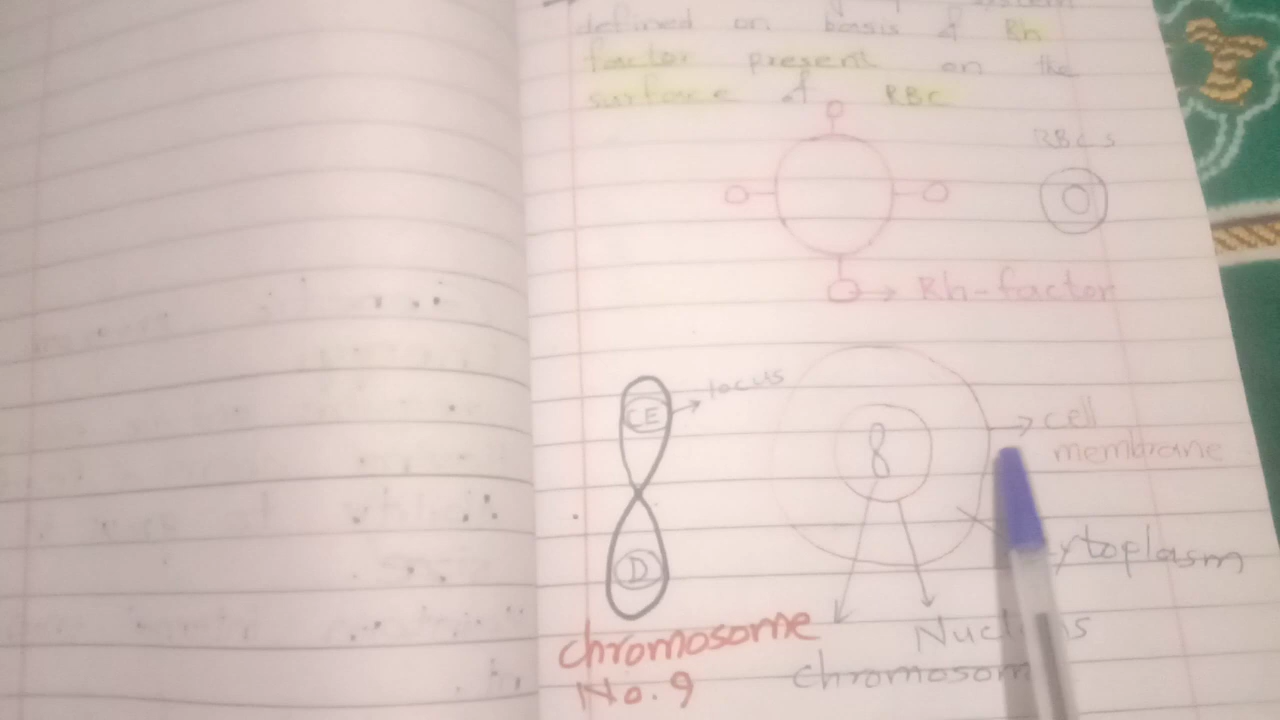 defined on basis of Rh
factor present on the
surface of RBC
RBCs
Rh-factor
locus
CE
cell
membrane
D
ytoplasm
chromosome
No. 9
Nucl s
chromosom